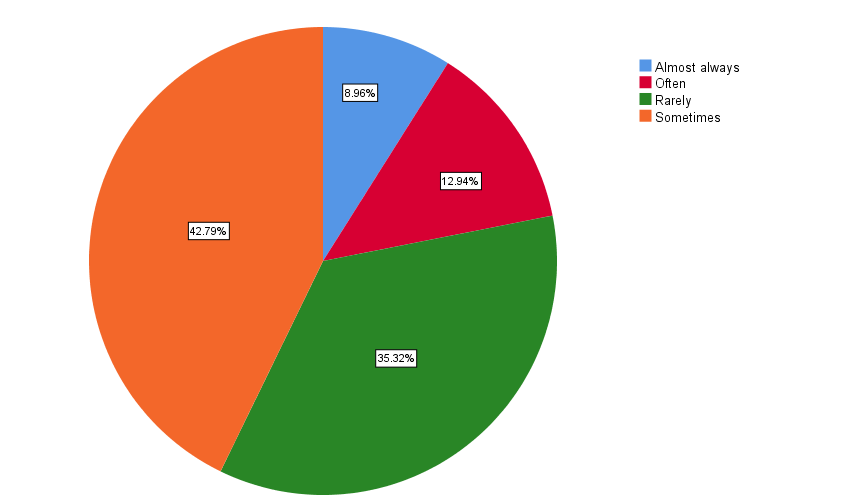 Almost always
Often
Rarely
Sometimes
8.96%
12.94%
42.79%
35.32%